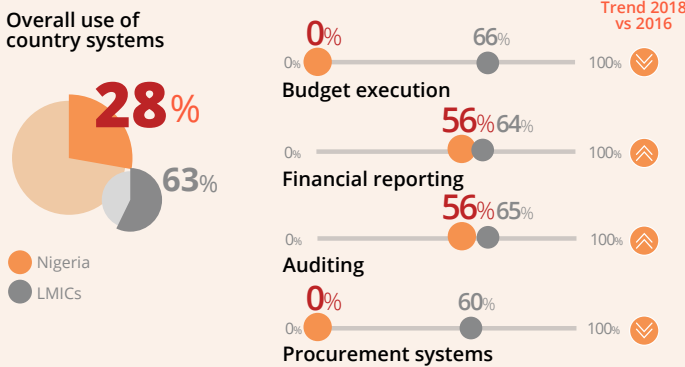 Overall use of
country systems
28%
63%
Nigeria
LMICs
Trend 2018
vs 2016
0%
66%
0%
100%
Budget execution
56% 64%
0%
100%
Financial reporting
56% 65%
0%
100%
Auditing
0%
60%
0%
100%
Procurement systems